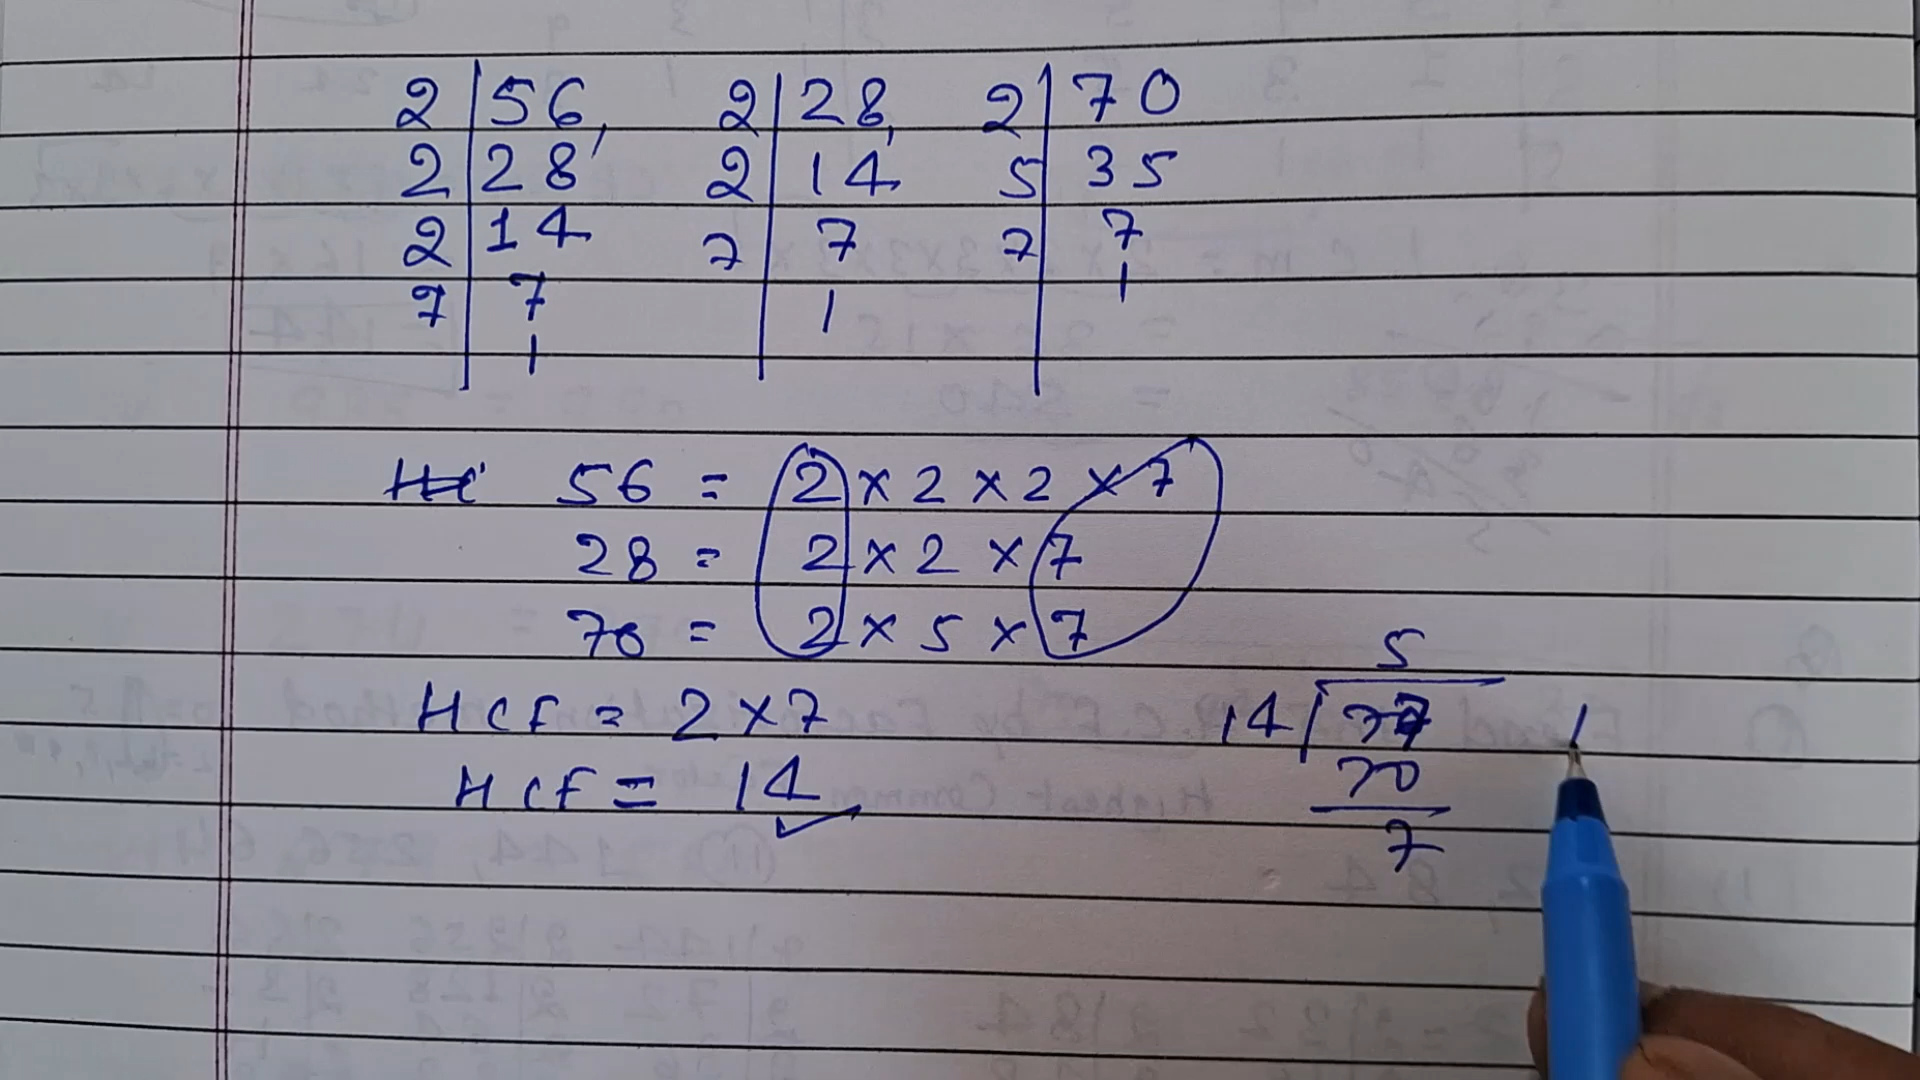 2 | 56, 2 | 28, 2 | 70
2 | 28 2 | 14 5 | 35
2 | 14 7 | 7 7 | 7
7 | 7 1 1
1
56 = 2 × 2 × 2 × 7
28 = 2 × 2 × 7
70 = 2 × 5 × 7
5
HCF = 2 × 7 14 | 77 1
HCF = 14 70
7